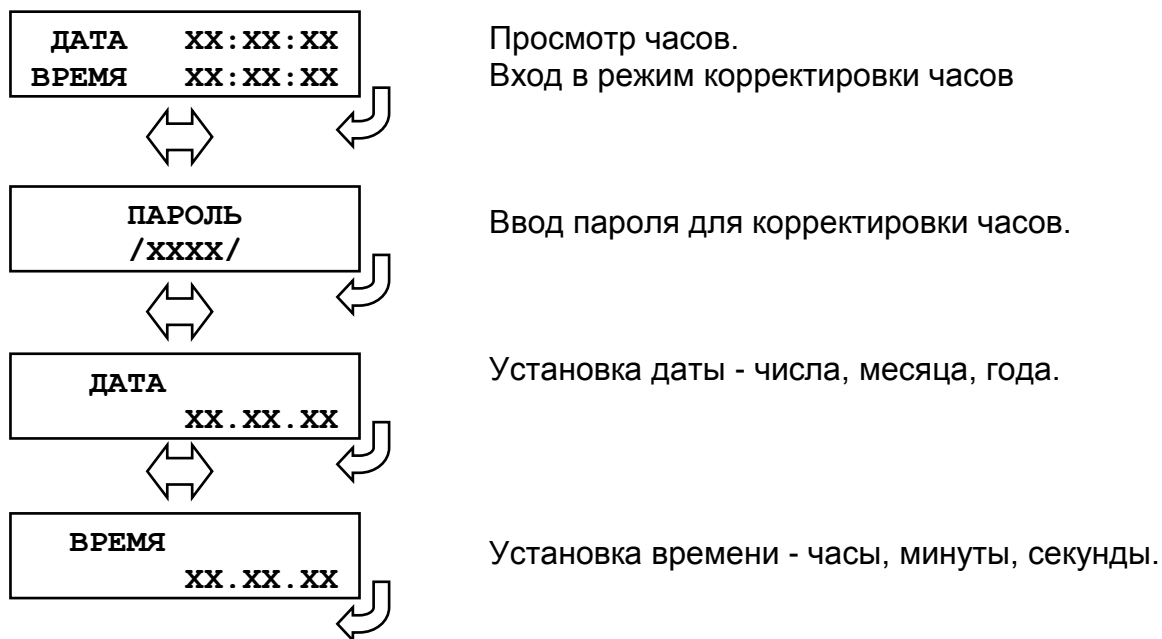 ДАТА XX:XX:XX
ВРЕМЯ XX:XX:XX
Просмотр часов.
Вход в режим корректировки часов
ПАРОЛЬ
/XXXX/
Ввод пароля для корректировки часов.
ДАТА
XX.XX.XX
Установка даты - числа, месяца, года.
ВРЕМЯ
XX.XX.XX
Установка времени - часы, минуты, секунды.